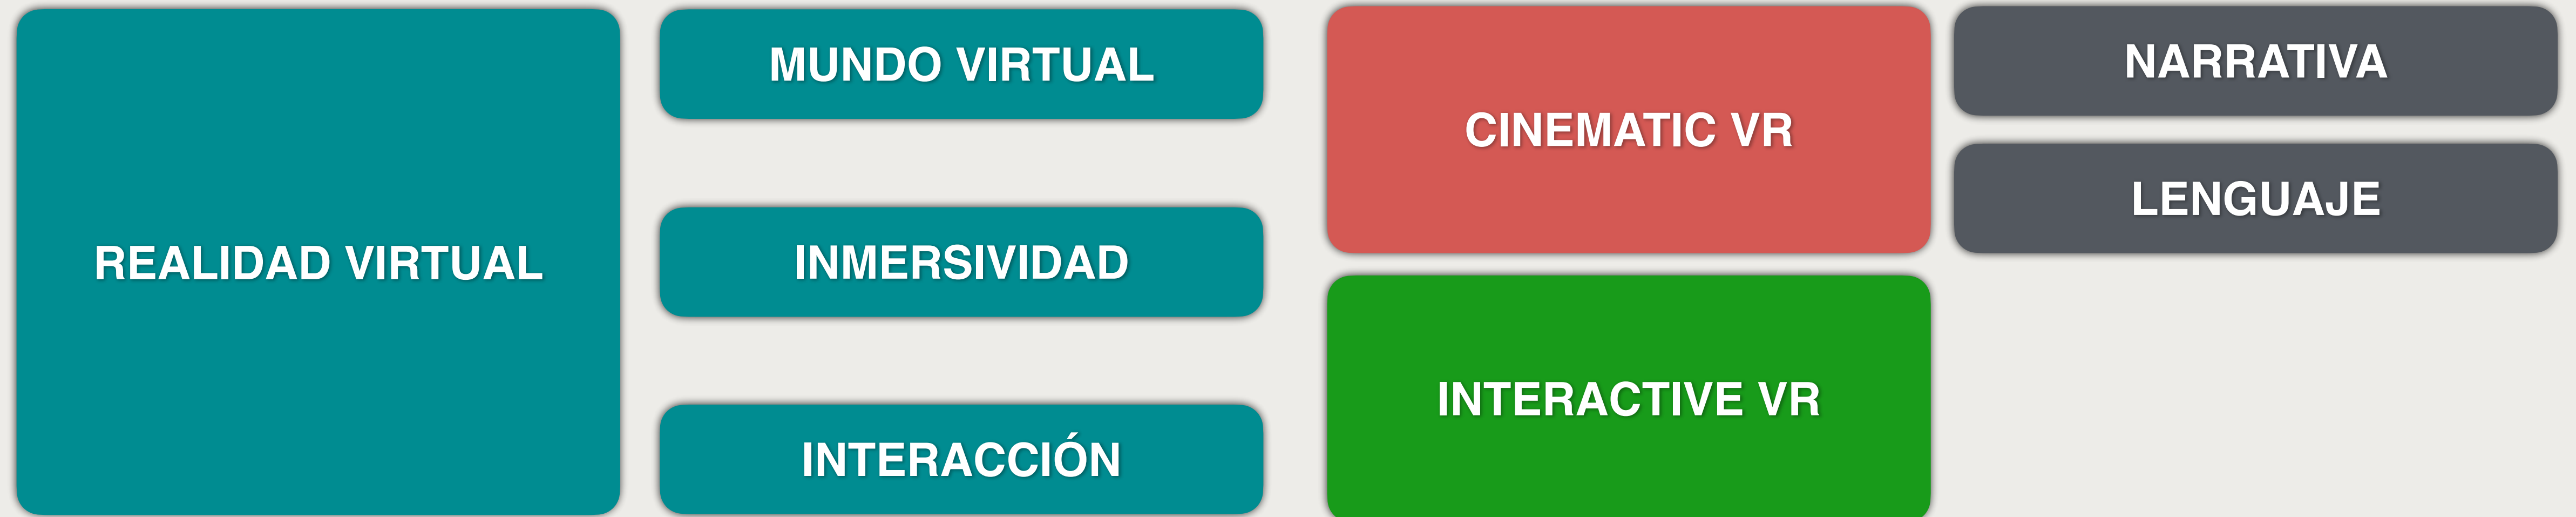 REALIDAD VIRTUAL
MUNDO VIRTUAL
INMERSIVIDAD
INTERACCIÓN
CINEMATIC VR
INTERACTIVE VR
NARRATIVA
LENGUAJE